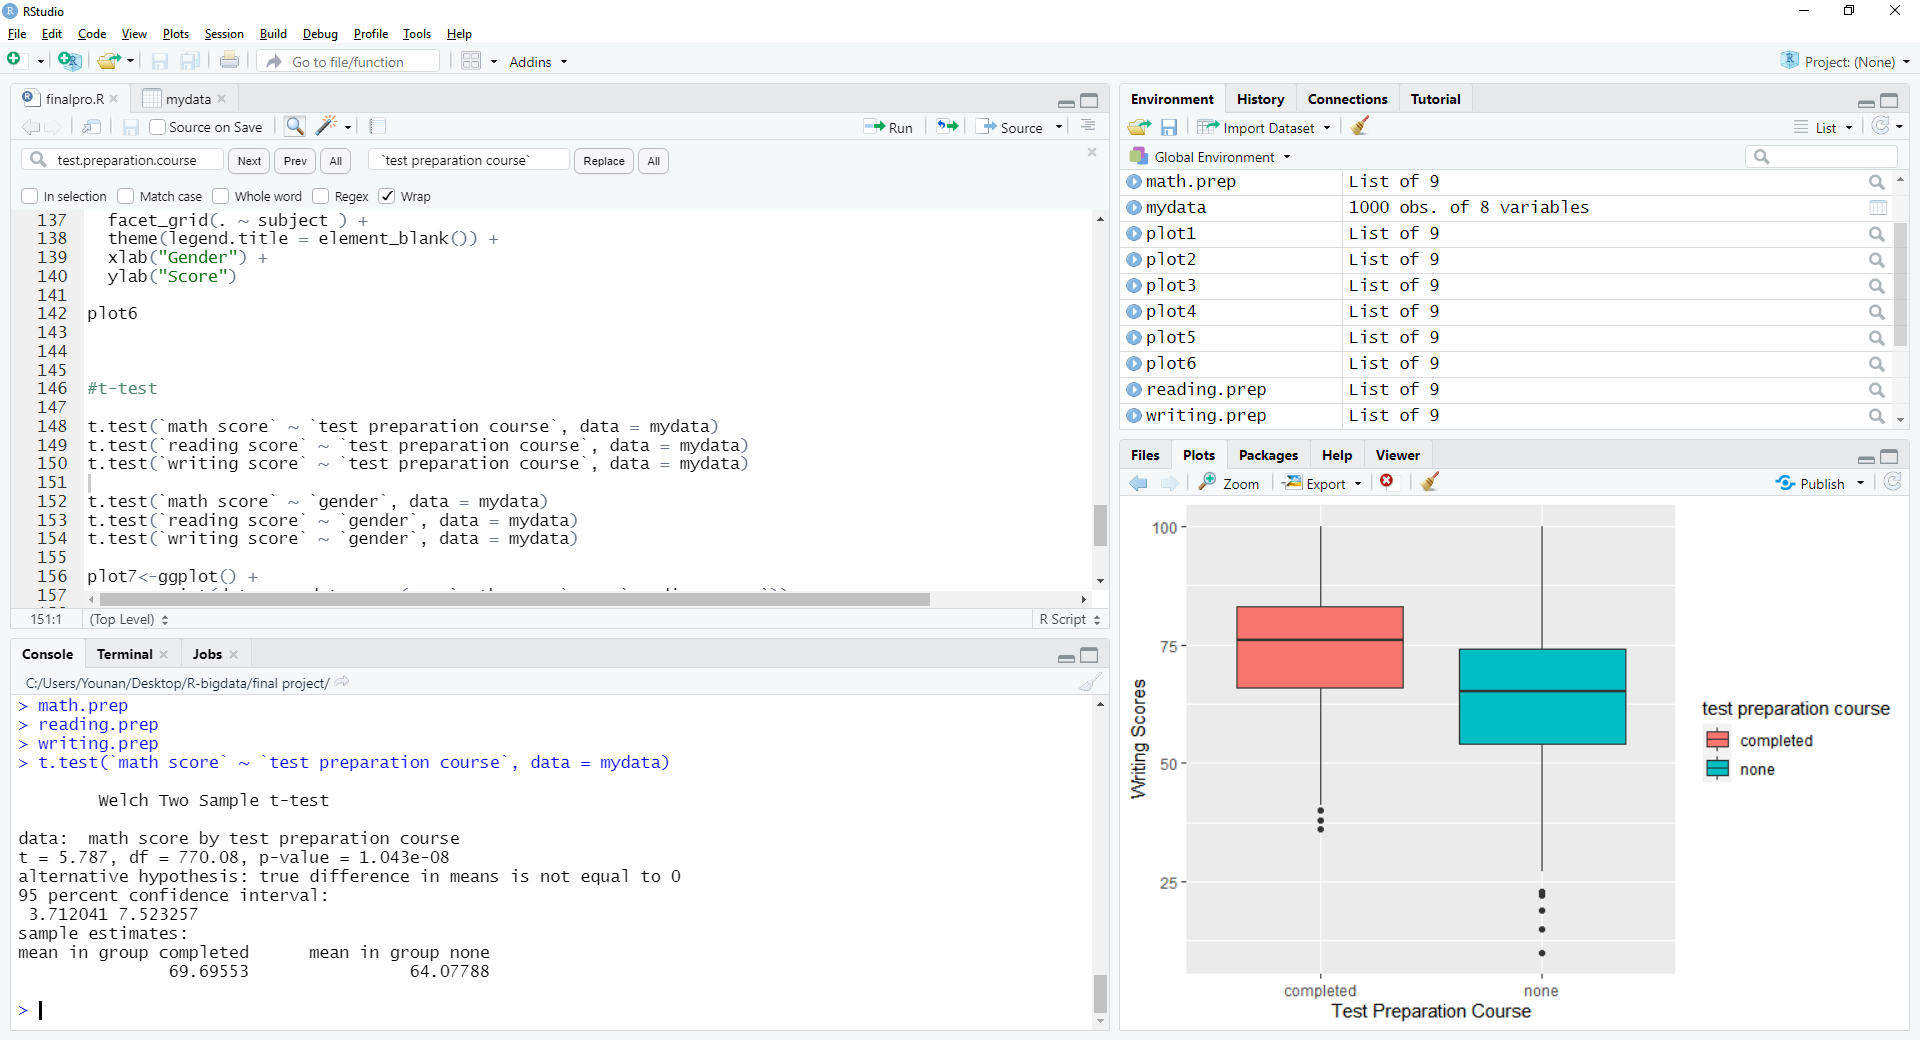 RStudio
File Edit Code View Plots Session Build Debug Profile Tools Help
Go to file/function Addins Project: (None)
finalpro.R mydata
Source on Save Run Source
test.preparation.course Next Prev All `test preparation course` Replace All
In selection Match case Whole word Regex Wrap
137 facet_grid(. ~ subject ) +
138 theme(legend.title = element_blank()) +
139 xlab("Gender") +
140 ylab("Score")
141
142 plot6
143
144
145
146 #t-test
147
148 t.test(`math score` ~ `test preparation course`, data = mydata)
149 t.test(`reading score` ~ `test preparation course`, data = mydata)
150 t.test(`writing score` ~ `test preparation course`, data = mydata)
151
152 t.test(`math score` ~ `gender`, data = mydata)
153 t.test(`reading score` ~ `gender`, data = mydata)
154 t.test(`writing score` ~ `gender`, data = mydata)
155
156 plot7<-ggplot() +
157
151:1 (Top Level) R Script
Console Terminal Jobs
C:/Users/Younan/Desktop/R-bigdata/final project/
> math.prep
> reading.prep
> writing.prep
> t.test(`math score` ~ `test preparation course`, data = mydata)
Welch Two Sample t-test
data: math score by test preparation course
t = 5.787, df = 770.08, p-value = 1.043e-08
alternative hypothesis: true difference in means is not equal to 0
95 percent confidence interval:
3.712041 7.523257
sample estimates:
mean in group completed mean in group none
69.69553 64.07788
>
Environment History Connections Tutorial
Import Dataset List
Global Environment
math.prep List of 9
mydata 1000 obs. of 8 variables
plot1 List of 9
plot2 List of 9
plot3 List of 9
plot4 List of 9
plot5 List of 9
plot6 List of 9
reading.prep List of 9
writing.prep List of 9
Files Plots Packages Help Viewer
Zoom Export Publish
100
75
50
25
Writing Scores
completed none
Test Preparation Course
test preparation course
completed
none